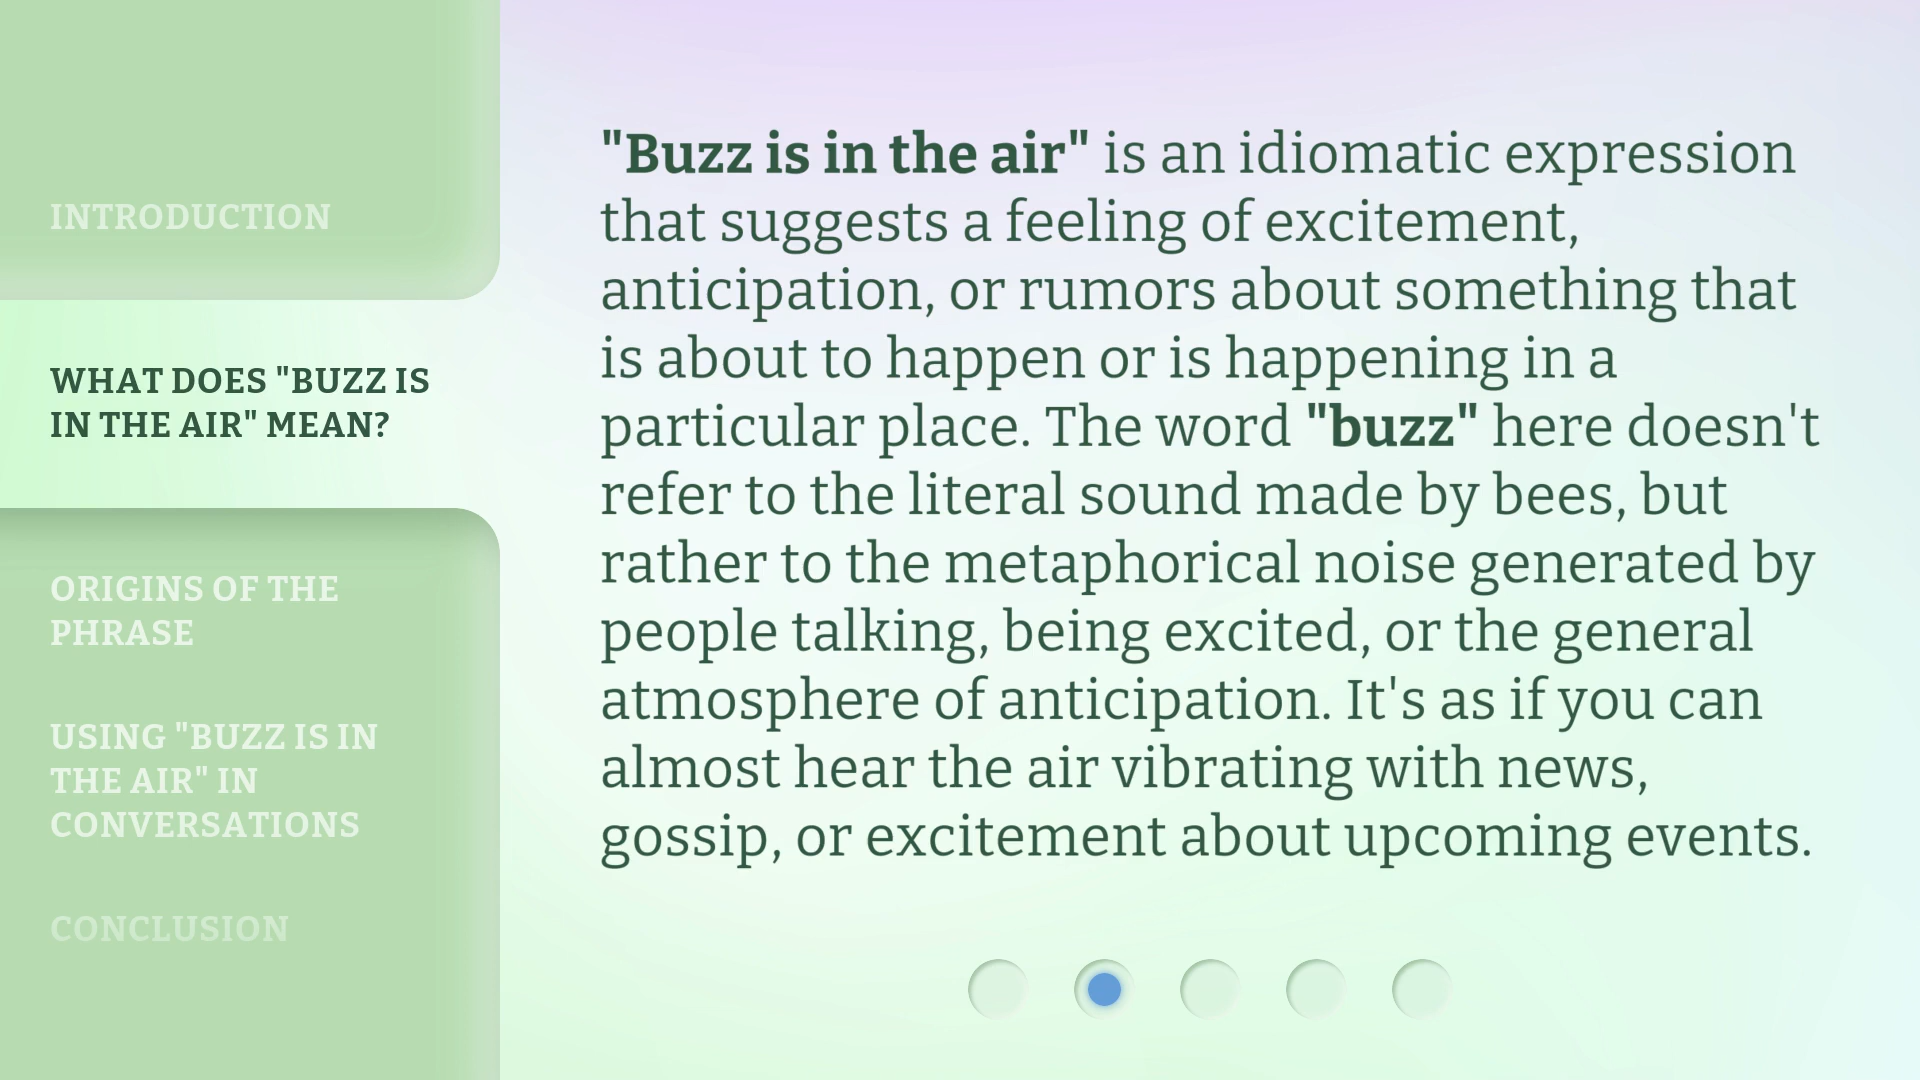 INTRODUCTION
WHAT DOES "BUZZ IS
IN THE AIR" MEAN?
ORIGINS OF THE
PHRASE
USING "BUZZ IS IN
THE AIR" IN
CONVERSATIONS
CONCLUSION
"Buzz is in the air" is an idiomatic expression
that suggests a feeling of excitement,
anticipation, or rumors about something that
is about to happen or is happening in a
particular place. The word "buzz" here doesn't
refer to the literal sound made by bees, but
rather to the metaphorical noise generated by
people talking, being excited, or the general
atmosphere of anticipation. It's as if you can
almost hear the air vibrating with news,
gossip, or excitement about upcoming events.